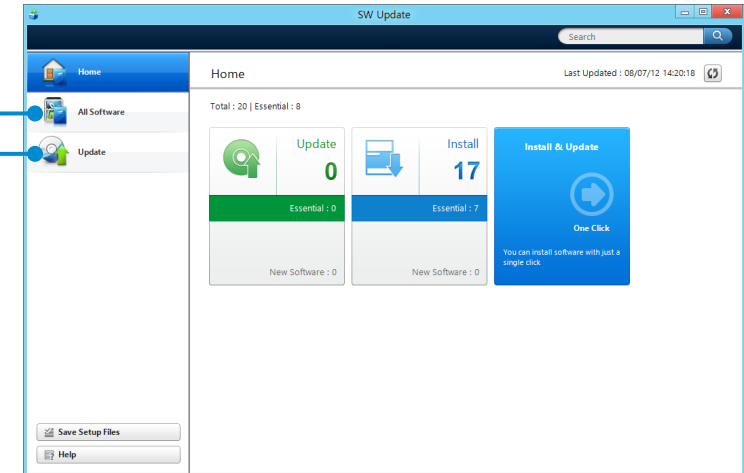 SW Update
Search
Home
All Software
Update
Save Setup Files
Help
Home
Last Updated : 08/07/12 14:20:18
Total : 20 | Essential : 8
Update
0
Essential : 0
New Software : 0
Install
17
Essential : 7
New Software : 0
Install & Update
One Click
You can install software with just a
single click